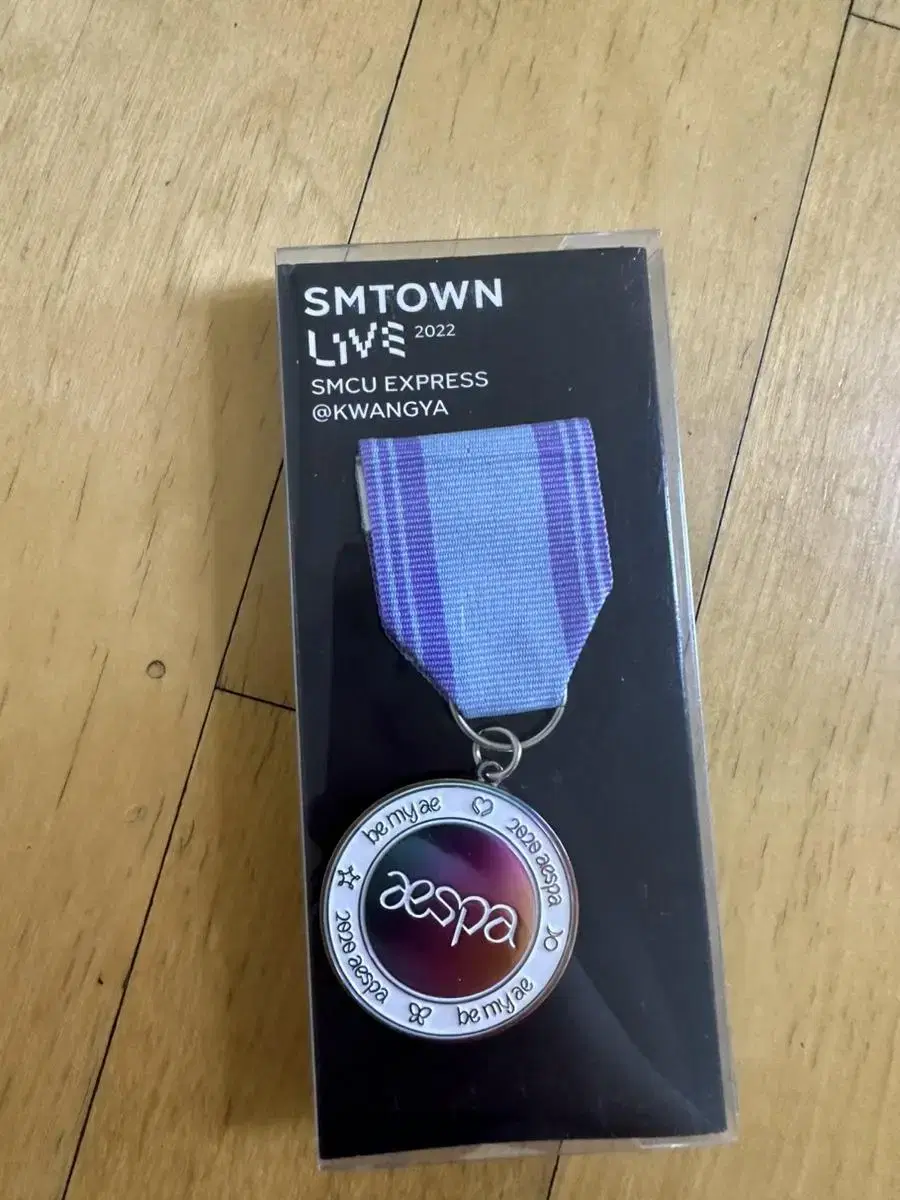 SMTOWN
LIVE 2022
SMCU EXPRESS
@KWANGYA
be my ae
2020 aespa
be my ae
2020 aespa
aespa